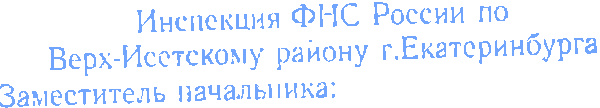 Инспекция ФНС России по
Верх-Исетскому району г.Екатеринбурга
Заместитель начальника: